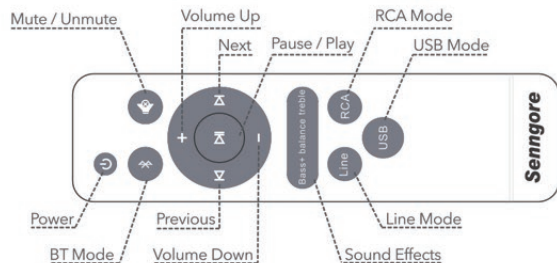 Mute / Unmute
Volume Up
Next
Pause / Play
RCA Mode
USB Mode
Bass+ balance treble
RCA
USB
Line
Senngore
Power
BT Mode
Previous
Volume Down
Sound Effects
Line Mode